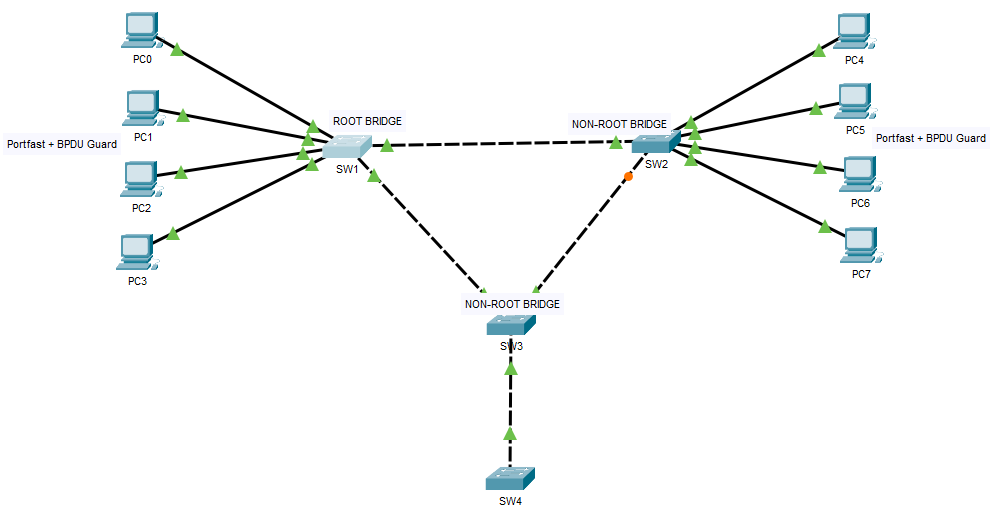 PC0
PC4
PC1
ROOT BRIDGE
NON-ROOT BRIDGE
PC5
Portfast + BPDU Guard
Portfast + BPDU Guard
SW1
SW2
PC2
PC6
PC3
PC7
NON-ROOT BRIDGE
SW3
SW4